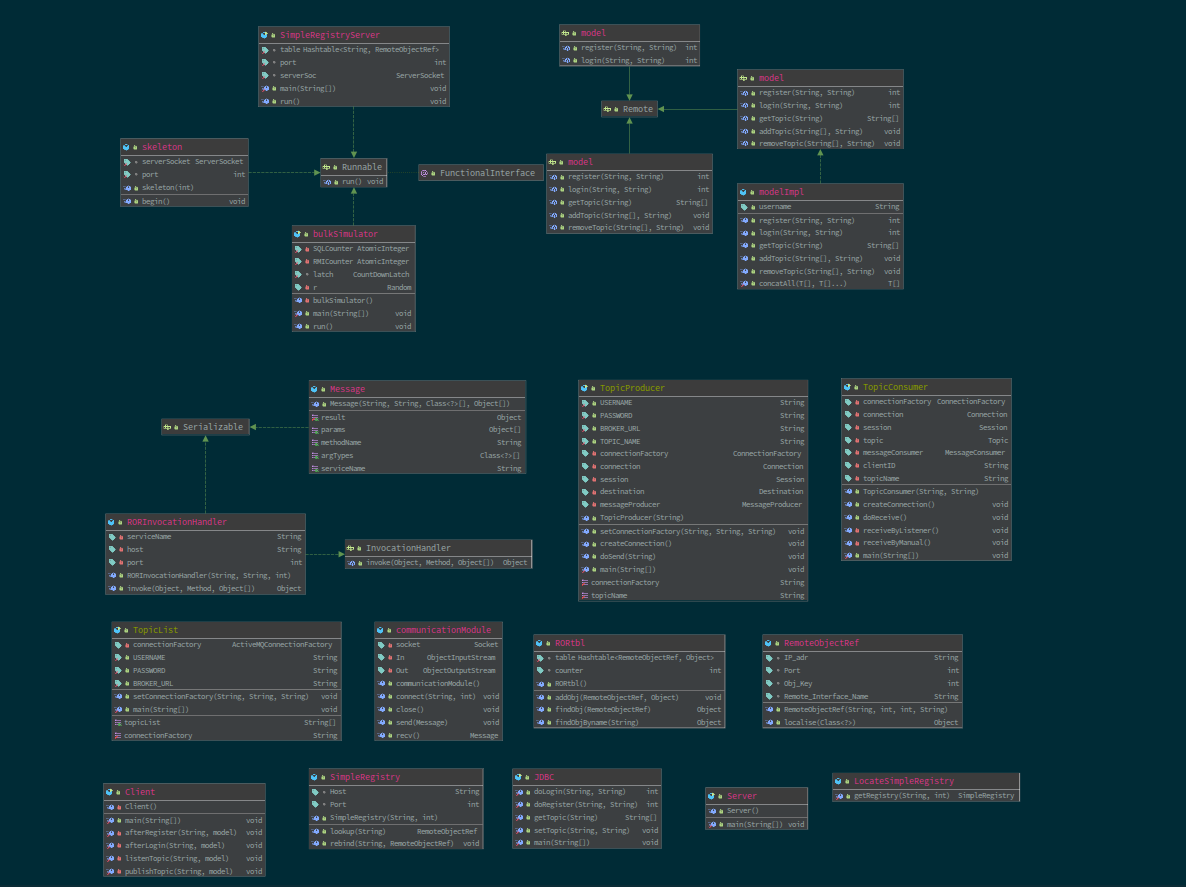 SimpleRegistryServer
table Hashtable<String, RemoteObjectRef>
port int
serverSoc ServerSocket
main(String[]) void
run() void
model
register(String, String) int
login(String, String) int
Remote
model
register(String, String) int
login(String, String) int
getTopic(String) String[]
addTopic(String[], String) void
removeTopic(String[], String) void
skeleton
serverSocket ServerSocket
port int
skeleton(int)
begin() void
Runnable
run() void
@ FunctionalInterface
model
register(String, String) int
login(String, String) int
getTopic(String) String[]
addTopic(String[], String) void
removeTopic(String[], String) void
modelImpl
username String
register(String, String) int
login(String, String) int
getTopic(String) String[]
addTopic(String[], String) void
removeTopic(String[], String) void
concatAll(T[], T[]...) T[]
bulkSimulator
SQLCounter AtomicInteger
RMICounter AtomicInteger
latch CountDownLatch
r Random
bulkSimulator()
main(String[]) void
run() void
Message
Message(String, String, Class<?>[], Object[])
result Object
params Object[]
methodName String
argTypes Class<?>[]
serviceName String
Serializable
RORInvocationHandler
serviceName String
host String
port int
RORInvocationHandler(String, String, int)
invoke(Object, Method, Object[]) Object
InvocationHandler
invoke(Object, Method, Object[]) Object
TopicProducer
USERNAME String
PASSWORD String
BROKER_URL String
TOPIC_NAME String
connectionFactory ConnectionFactory
connection Connection
session Session
destination Destination
messageProducer MessageProducer
TopicProducer(String)
setConnectionFactory(String, String, String) void
createConnection() void
doSend(String) void
main(String[]) void
connectionFactory String
topicName String
TopicConsumer
connectionFactory ConnectionFactory
connection Connection
session Session
topic Topic
messageConsumer MessageConsumer
clientID String
topicName String
TopicConsumer(String, String)
createConnection() void
doReceive() void
receiveByListener() void
receiveByManual() void
main(String[]) void
TopicList
connectionFactory ActiveMQConnectionFactory
USERNAME String
PASSWORD String
BROKER_URL String
setConnectionFactory(String, String, String) void
main(String[]) void
topicList String[]
connectionFactory String
communicationModule
socket Socket
In ObjectInputStream
Out ObjectOutputStream
communicationModule()
connect(String, int) void
close() void
send(Message) void
recv() Message
RORtbl
table Hashtable<RemoteObjectRef, Object>
counter int
RORtbl()
addObj(RemoteObjectRef, Object) void
findObj(RemoteObjectRef) Object
findObjByname(String) Object
RemoteObjectRef
IP_adr String
Port int
Obj_Key int
Remote_Interface_Name String
RemoteObjectRef(String, int, int, String)
localise(Class<?>) Object
Client
Client()
main(String[]) void
afterRegister(String, model) void
afterLogin(String, model) void
listenTopic(String, model) void
publishTopic(String, model) void
SimpleRegistry
Host String
Port int
SimpleRegistry(String, int)
lookup(String) RemoteObjectRef
rebind(String, RemoteObjectRef) void
JDBC
doLogin(String, String) int
doRegister(String, String) int
getTopic(String) String[]
setTopic(String, String) void
main(String[]) void
Server
Server()
main(String[]) void
LocateSimpleRegistry
getRegistry(String, int) SimpleRegistry